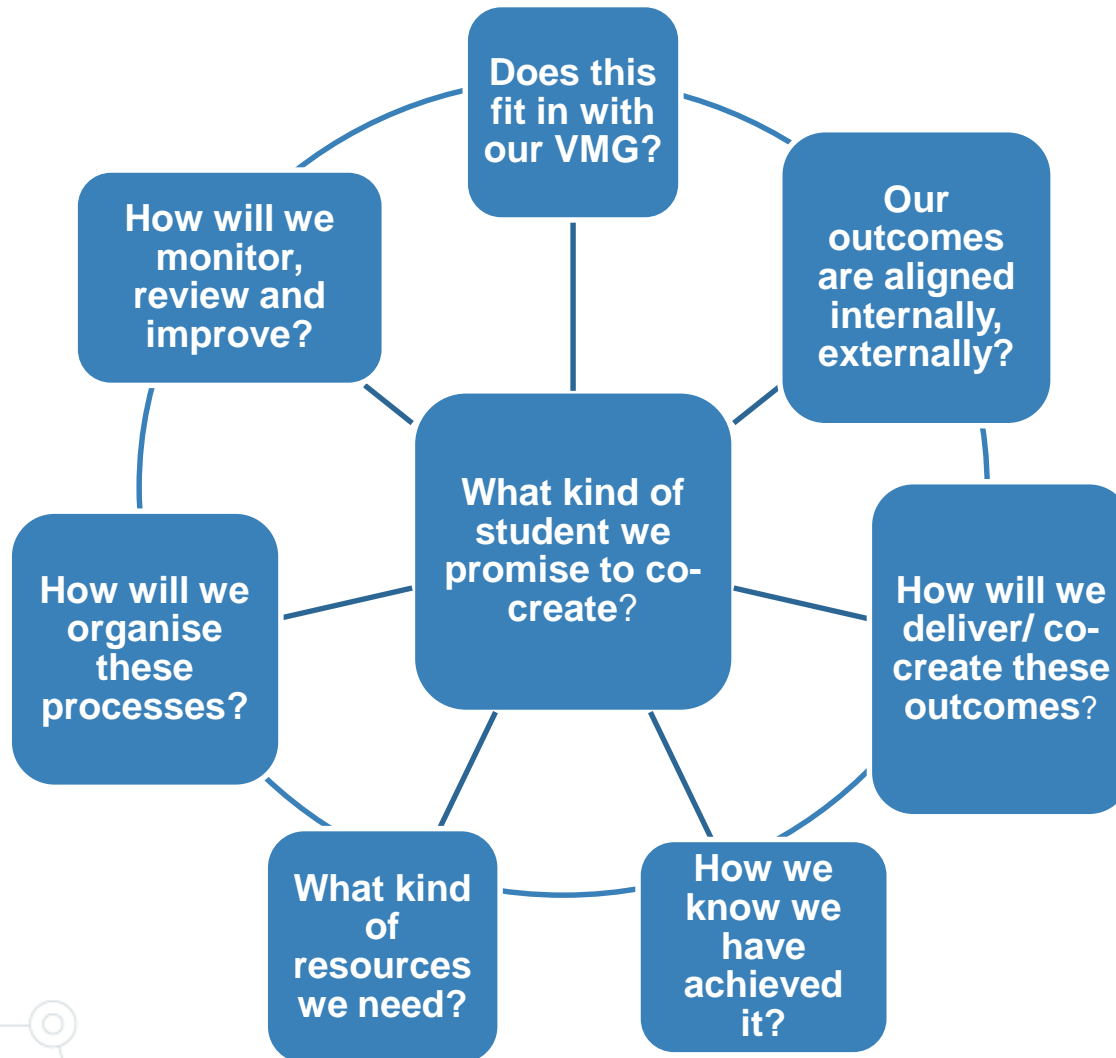 Does this
fit in with
our VMG?
Our
outcomes
are aligned
internally,
externally?
How will we
deliver/ co-
create these
outcomes?
How we
know we
have
achieved
it?
What kind
of
resources
we need?
How will we
organise
these
processes?
How will we
monitor,
review and
improve?
What kind of
student we
promise to co-
create?